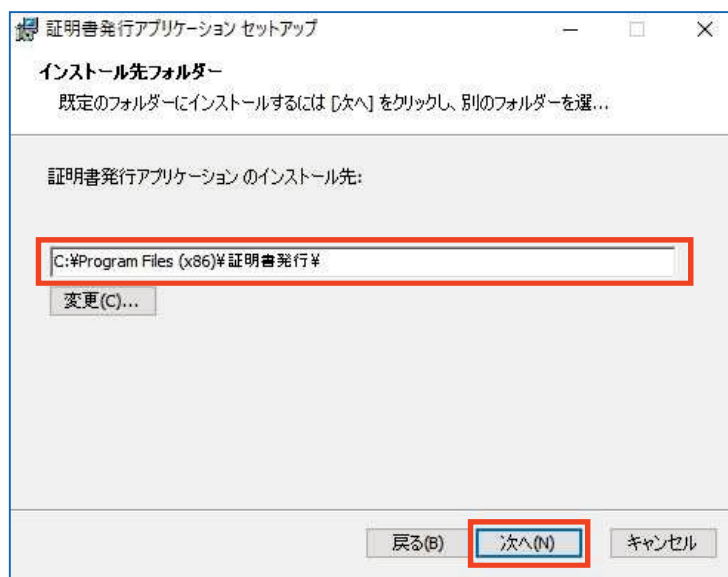 証明書発行アプリケーション セットアップ
インストール先フォルダー
既定のフォルダーにインストールするには [次へ] をクリックし、別のフォルダーを選...
証明書発行アプリケーション のインストール先:
C:¥Program Files (x86)¥証明書発行¥
変更(C)...
戻る(B) 次へ(N) キャンセル